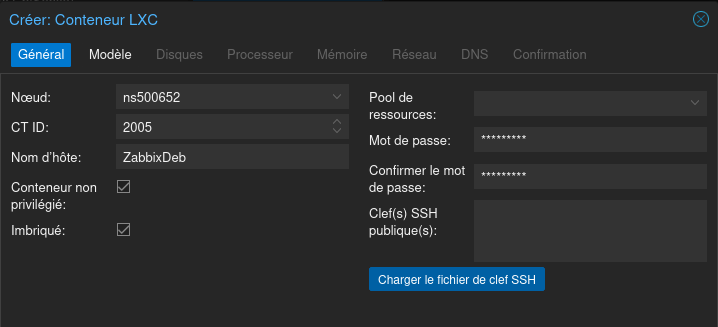 Créer: Conteneur LXC
Général Modèle Disques Processeur Mémoire Réseau DNS Confirmation
Nœud: ns500652
CT ID: 2005
Nom d'hôte: ZabbixDeb
Conteneur non
privilégié:
Imbriqué:
Pool de
ressources:
Mot de passe: *********
Confirmer le mot
de passe: *********
Clef(s) SSH
publique(s):
Charger le fichier de clef SSH